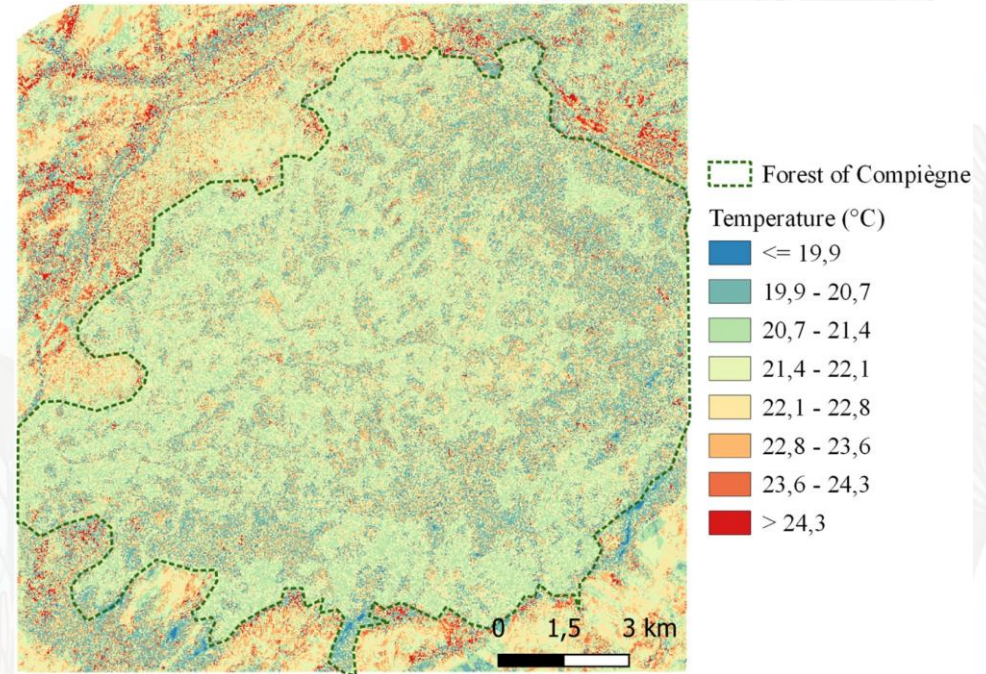 Forest of Compiègne
Temperature (°C)
<= 19,9
19,9 - 20,7
20,7 - 21,4
21,4 - 22,1
22,1 - 22,8
22,8 - 23,6
23,6 - 24,3
> 24,3
0 1,5 3 km